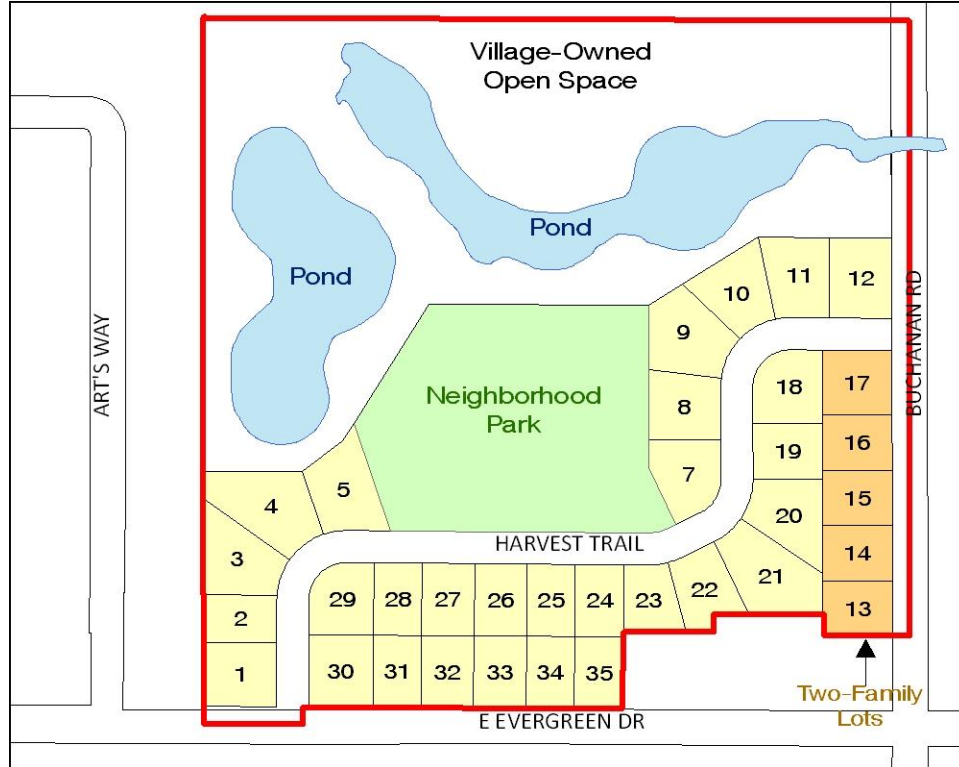 Village-Owned
Open Space
Pond
Pond
Neighborhood
Park
ART'S WAY
BUCHANAN RD
HARVEST TRAIL
E EVERGREEN DR
Two-Family
Lots
1
2
3
4
5
7
8
9
10
11
12
13
14
15
16
17
18
19
20
21
22
23
24
25
26
27
28
29
30
31
32
33
34
35